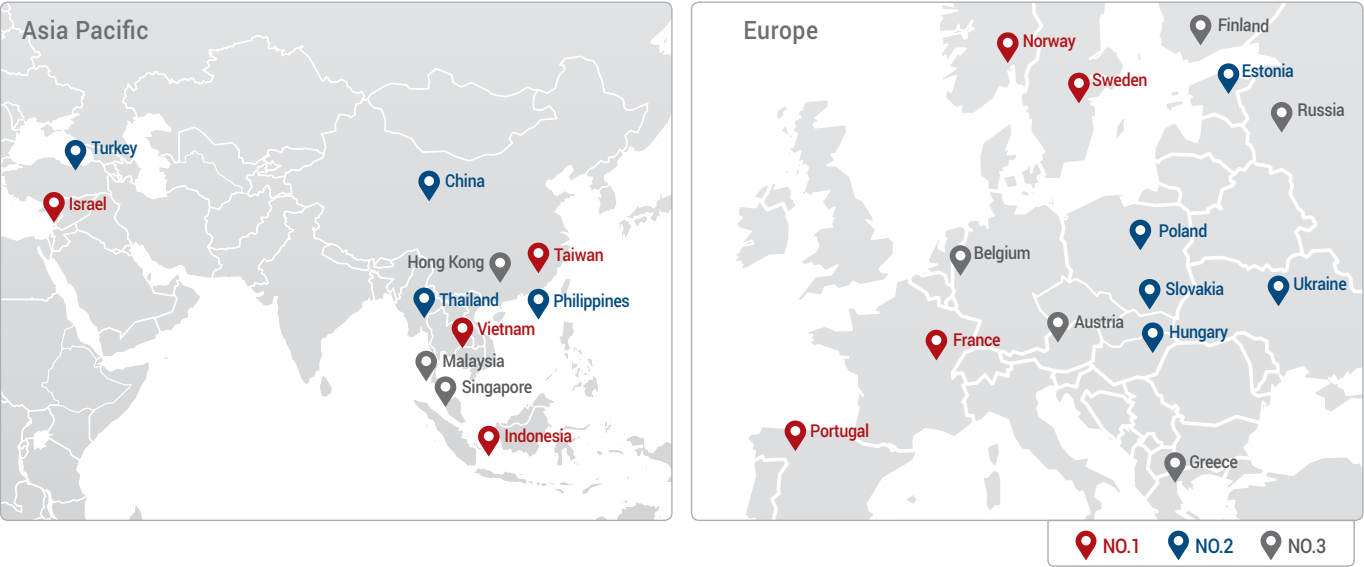 Asia Pacific
Turkey
Israel
China
Taiwan
Hong Kong
Thailand
Philippines
Vietnam
Malaysia
Singapore
Indonesia
Europe
Finland
Norway
Estonia
Sweden
Russia
Poland
Belgium
Slovakia
Ukraine
Austria
Hungary
France
Portugal
Greece
NO.1
NO.2
NO.3